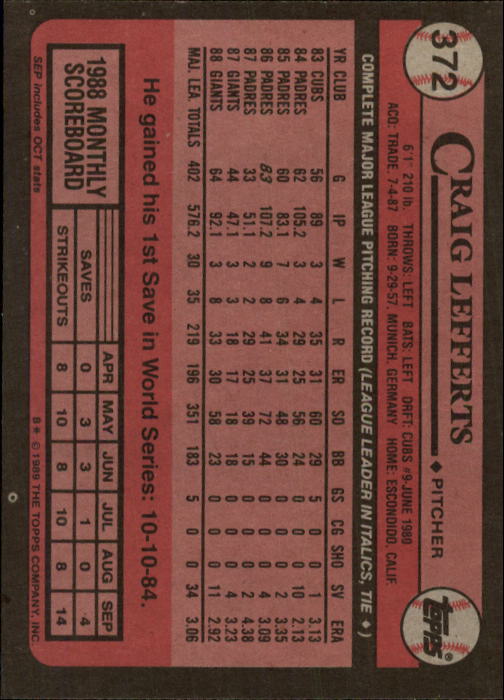 372
CRAIG LEFFERTS ♦ PITCHER
TOPPS®
6'1" 210 lb. THROWS: LEFT BATS: LEFT DRFT: CUBS #9-JUNE 1980
ACQ: TRADE, 7-4-87 BORN: 9-29-57, MUNICH, GERMANY HOME: ESCONDIDO, CALIF.
COMPLETE MAJOR LEAGUE PITCHING RECORD (LEAGUE LEADER IN ITALICS, TIE ♦)
YR CLUB G IP W L R ER SO BB GS CG SHO SV ERA
83 CUBS 56 89 3 4 35 31 60 29 5 0 0 1 3.13
84 PADRES 62 105.2 3 4 29 25 56 24 0 0 0 10 2.13
85 PADRES 60 83.1 7 6 34 31 48 30 0 0 0 2 3.35
86 PADRES 83 107.2 9 8 41 37 72 44 0 0 0 4 3.09
87 PADRES 33 51.1 2 2 29 25 39 15 0 0 0 2 4.38
87 GIANTS 44 47.1 3 3 18 17 18 18 0 0 0 4 3.23
88 GIANTS 64 92.1 3 8 33 30 58 23 0 0 0 11 2.92
MAJ. LEA. TOTALS 402 576.2 30 35 219 196 351 183 5 0 0 34 3.06
He gained his 1st Save in World Series: 10-10-84.
1988 MONTHLY
SCOREBOARD
APR MAY JUN JUL AUG SEP
SAVES 0 3 3 1 0 4
STRIKEOUTS 8 10 8 10 8 14
SEP includes OCT stats
B* © 1989 THE TOPPS COMPANY, INC.